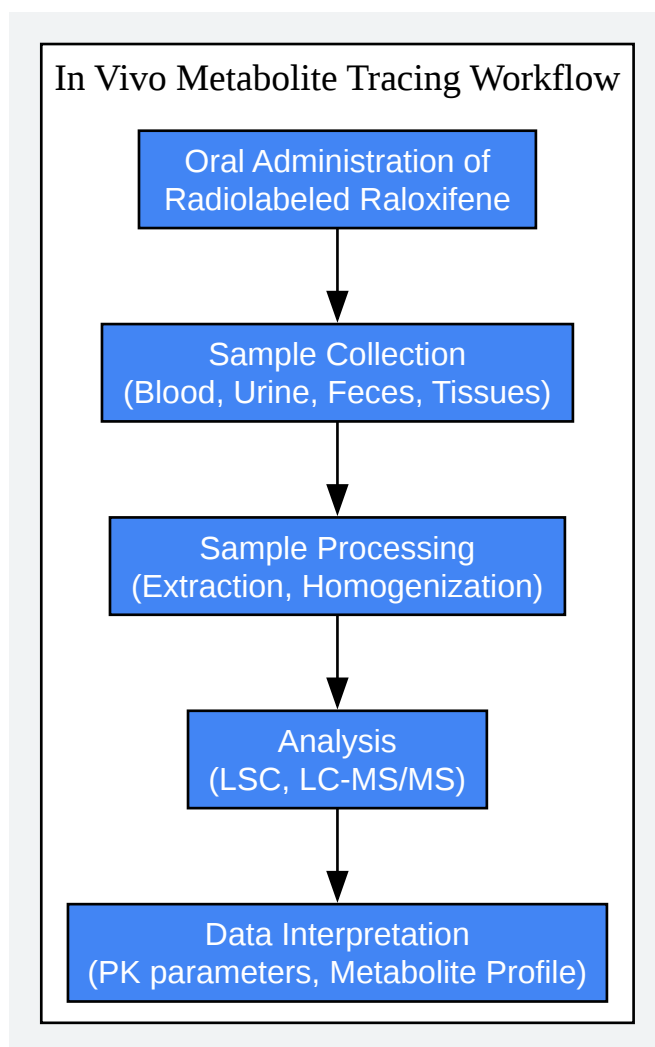 In Vivo Metabolite Tracing Workflow
Oral Administration of
Radiolabeled Raloxifene
Sample Collection
(Blood, Urine, Feces, Tissues)
Sample Processing
(Extraction, Homogenization)
Analysis
(LSC, LC-MS/MS)
Data Interpretation
(PK parameters, Metabolite Profile)